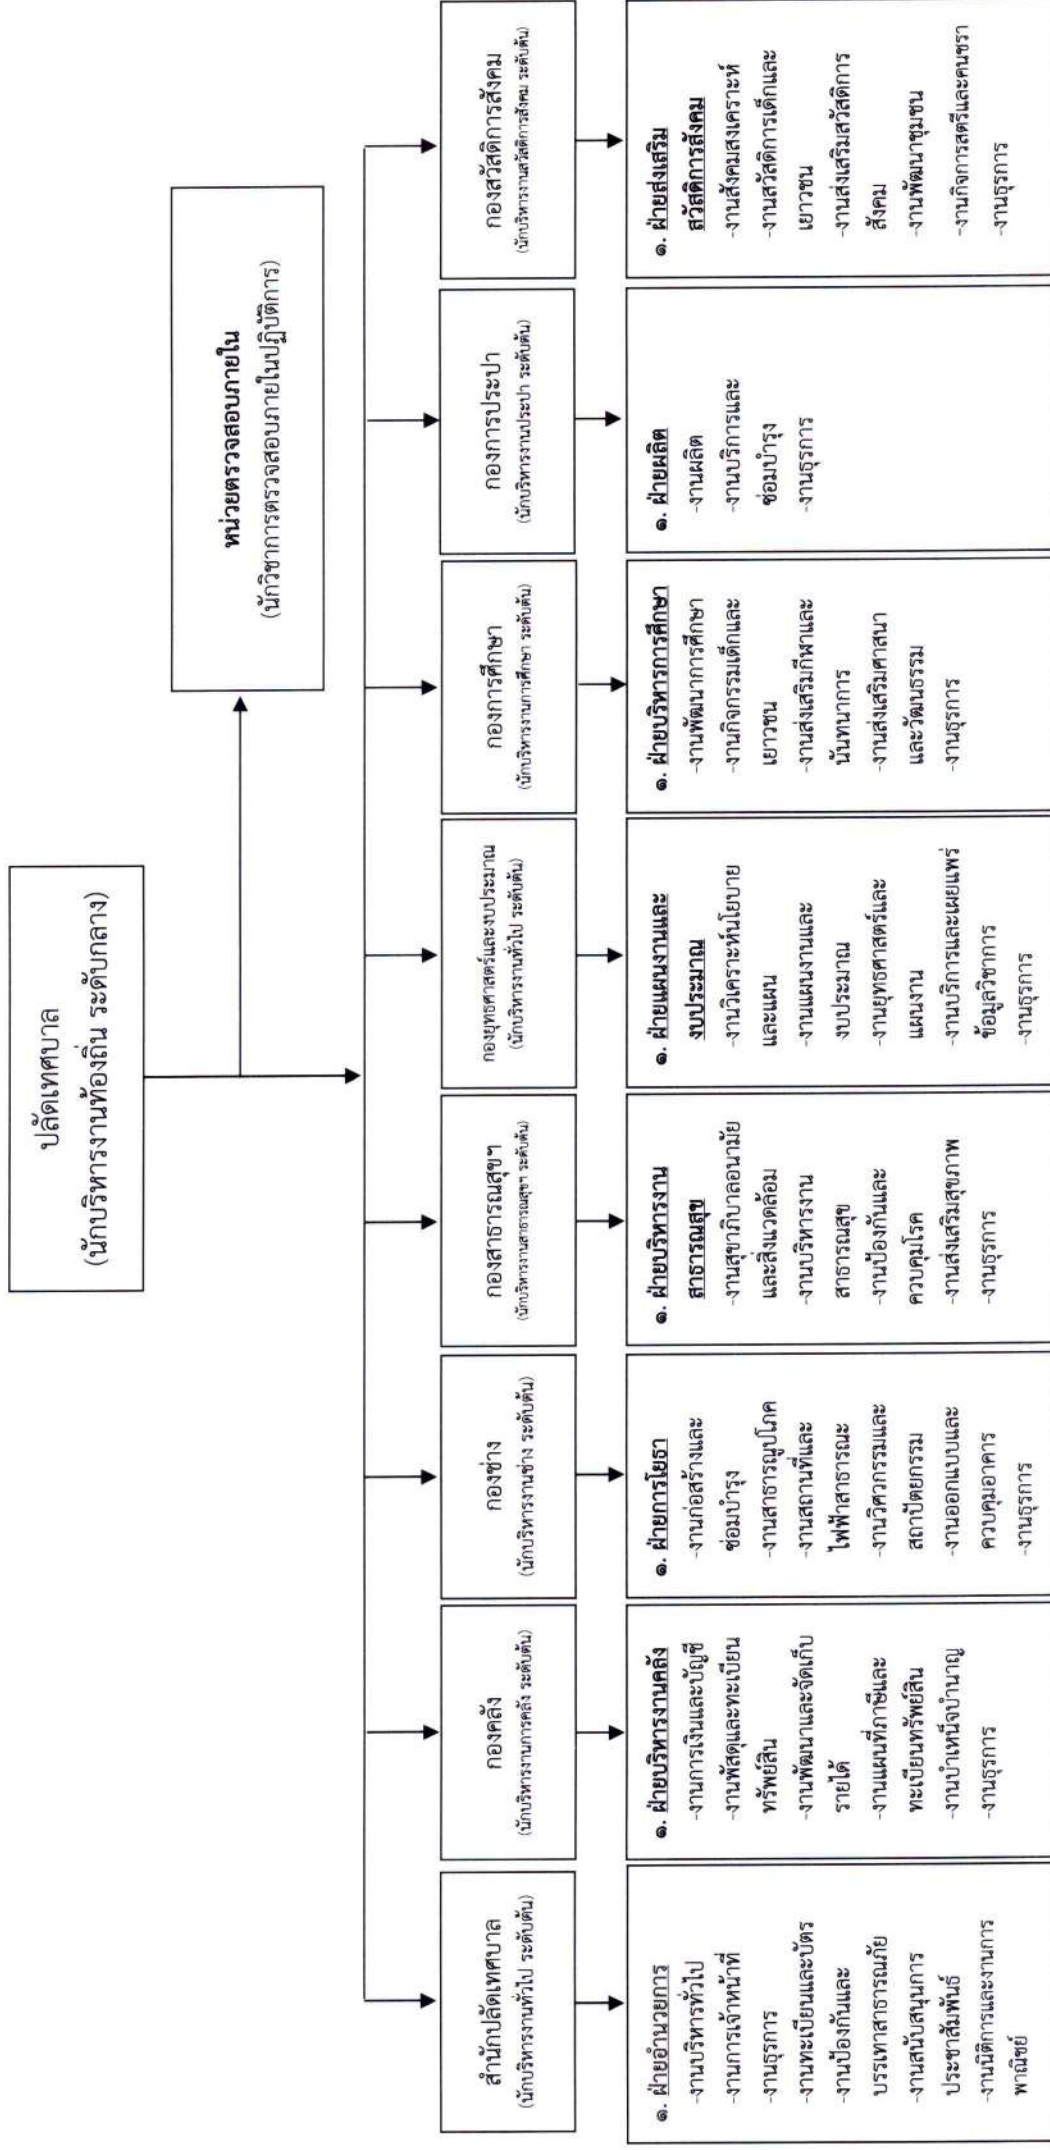 ปลัดเทศบาล
(นักบริหารงานท้องถิ่น ระดับกลาง)
หน่วยตรวจสอบภายใน
(นักวิชาการตรวจสอบภายในปฏิบัติการ)
สำนักปลัดเทศบาล
(นักบริหารงานทั่วไป ระดับต้น)
กองคลัง
(นักบริหารงานการคลัง ระดับต้น)
กองช่าง
(นักบริหารงานช่าง ระดับต้น)
กองสาธารณสุขฯ
(นักบริหารงานสาธารณสุขฯ ระดับต้น)
กองยุทธศาสตร์และงบประมาณ
(นักบริหารงานทั่วไป ระดับต้น)
กองการศึกษา
(นักบริหารงานการศึกษา ระดับต้น)
กองการประปา
(นักบริหารงานประปา ระดับต้น)
กองสวัสดิการสังคม
(นักบริหารงานสวัสดิการสังคม ระดับต้น)
๑. ฝ่ายอำนวยการ
-งานบริหารทั่วไป
-งานการเจ้าหน้าที่
-งานธุรการ
-งานทะเบียนและบัตร
-งานป้องกันและ
บรรเทาสาธารณภัย
-งานสนับสนุนการ
ประชาสัมพันธ์
-งานนิติการและงานการ
พาณิชย์
๑. ฝ่ายบริหารงานคลัง
-งานการเงินและบัญชี
-งานพัสดุและทะเบียน
ทรัพย์สิน
-งานพัฒนาและจัดเก็บ
รายได้
-งานแผนที่ภาษีและ
ทะเบียนทรัพย์สิน
-งานบำเหน็จบำนาญ
-งานธุรการ
๑. ฝ่ายการโยธา
-งานก่อสร้างและ
ซ่อมบำรุง
-งานสาธารณูปโภค
-งานสถานที่และ
ไฟฟ้าสาธารณะ
-งานวิศวกรรมและ
สถาปัตยกรรม
-งานออกแบบและ
ควบคุมอาคาร
-งานธุรการ
๑. ฝ่ายบริหารงาน
สาธารณสุข
-งานสุขาภิบาลอนามัย
และสิ่งแวดล้อม
-งานบริหารงาน
สาธารณสุข
-งานป้องกันและ
ควบคุมโรค
-งานส่งเสริมสุขภาพ
-งานธุรการ
๑. ฝ่ายแผนงานและ
งบประมาณ
-งานวิเคราะห์นโยบาย
และแผน
-งานแผนงานและ
งบประมาณ
-งานยุทธศาสตร์และ
แผนงาน
-งานบริการและเผยแพร่
ข้อมูลวิชาการ
-งานธุรการ
๑. ฝ่ายบริหารการศึกษา
-งานพัฒนาการศึกษา
-งานกิจกรรมเด็กและ
เยาวชน
-งานส่งเสริมกีฬาและ
นันทนาการ
-งานส่งเสริมศาสนา
และวัฒนธรรม
-งานธุรการ
๑. ฝ่ายผลิต
-งานผลิต
-งานบริการและ
ซ่อมบำรุง
-งานธุรการ
๑. ฝ่ายส่งเสริม
สวัสดิการสังคม
-งานสังคมสงเคราะห์
-งานสวัสดิการเด็กและ
เยาวชน
-งานส่งเสริมสวัสดิการ
สังคม
-งานพัฒนาชุมชน
-งานกิจการสตรีและคนชรา
-งานธุรการ